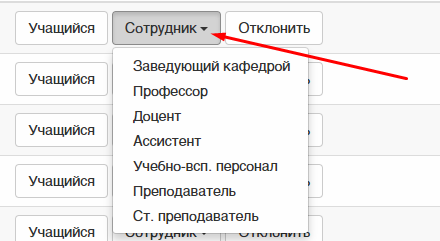 Учащийся Сотрудник Отклонить
Заведующий кафедрой
Учащийся
Профессор
Доцент
Учащийся
Ассистент
Учебно-всп. персонал
Учащийся
Преподаватель
Ст. преподаватель
Учащийся Сотрудник Отклонить